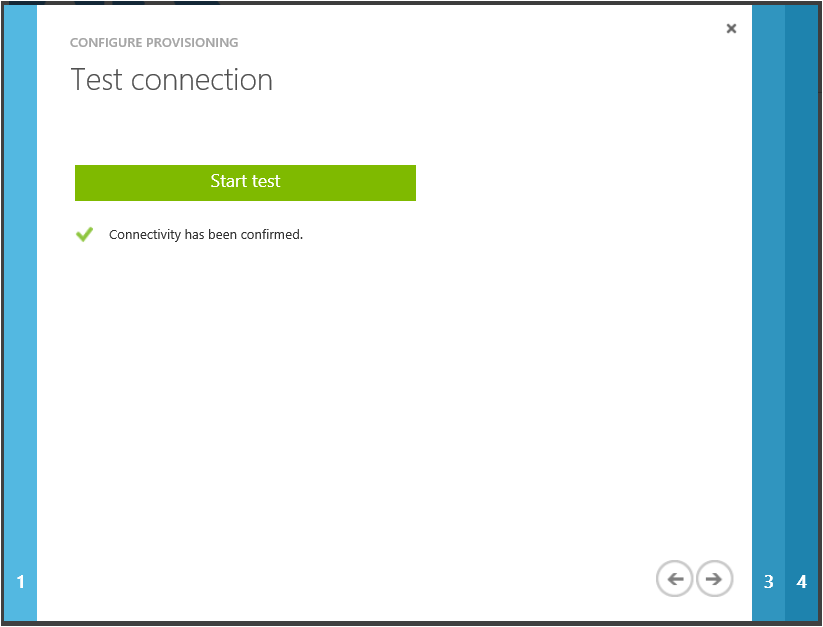 CONFIGURE PROVISIONING
Test connection
Start test
Connectivity has been confirmed.
1
3
4